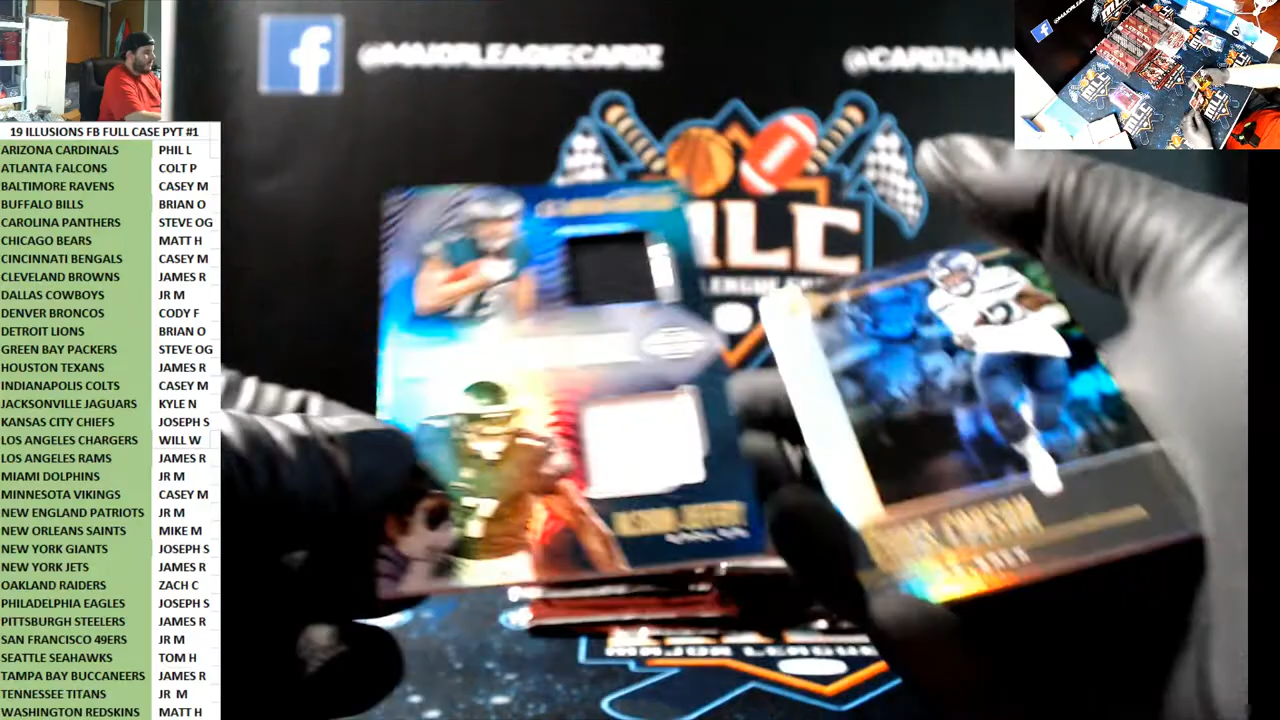 @MAJORLEAGUECARDZ
@CARDZMAN
19 ILLUSIONS FB FULL CASE PYT #1
ARIZONA CARDINALS PHIL L
ATLANTA FALCONS COLT P
BALTIMORE RAVENS CASEY M
BUFFALO BILLS BRIAN O
CAROLINA PANTHERS STEVE OG
CHICAGO BEARS MATT H
CINCINNATI BENGALS CASEY M
CLEVELAND BROWNS JAMES R
DALLAS COWBOYS JR M
DENVER BRONCOS CODY F
DETROIT LIONS BRIAN O
GREEN BAY PACKERS STEVE OG
HOUSTON TEXANS JAMES R
INDIANAPOLIS COLTS CASEY M
JACKSONVILLE JAGUARS KYLE N
KANSAS CITY CHIEFS JOSEPH S
LOS ANGELES CHARGERS WILL W
LOS ANGELES RAMS JAMES R
MIAMI DOLPHINS JR M
MINNESOTA VIKINGS CASEY M
NEW ENGLAND PATRIOTS JR M
NEW ORLEANS SAINTS MIKE M
NEW YORK GIANTS JOSEPH S
NEW YORK JETS JAMES R
OAKLAND RAIDERS ZACH C
PHILADELPHIA EAGLES JOSEPH S
PITTSBURGH STEELERS JAMES R
SAN FRANCISCO 49ERS JR M
SEATTLE SEAHAWKS TOM H
TAMPA BAY BUCCANEERS JAMES R
TENNESSEE TITANS JR M
WASHINGTON REDSKINS MATT H
MLC
CARSON
MAJOR LEAGUE
MLC